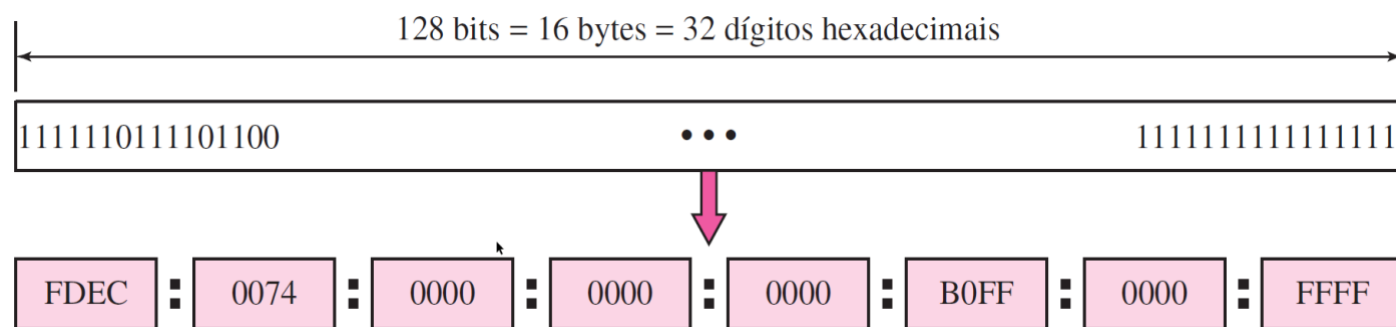 128 bits = 16 bytes = 32 dígitos hexadecimais
1111110111101100 ••• 1111111111111111
FDEC : 0074 : 0000 : 0000 : 0000 : B0FF : 0000 : FFFF